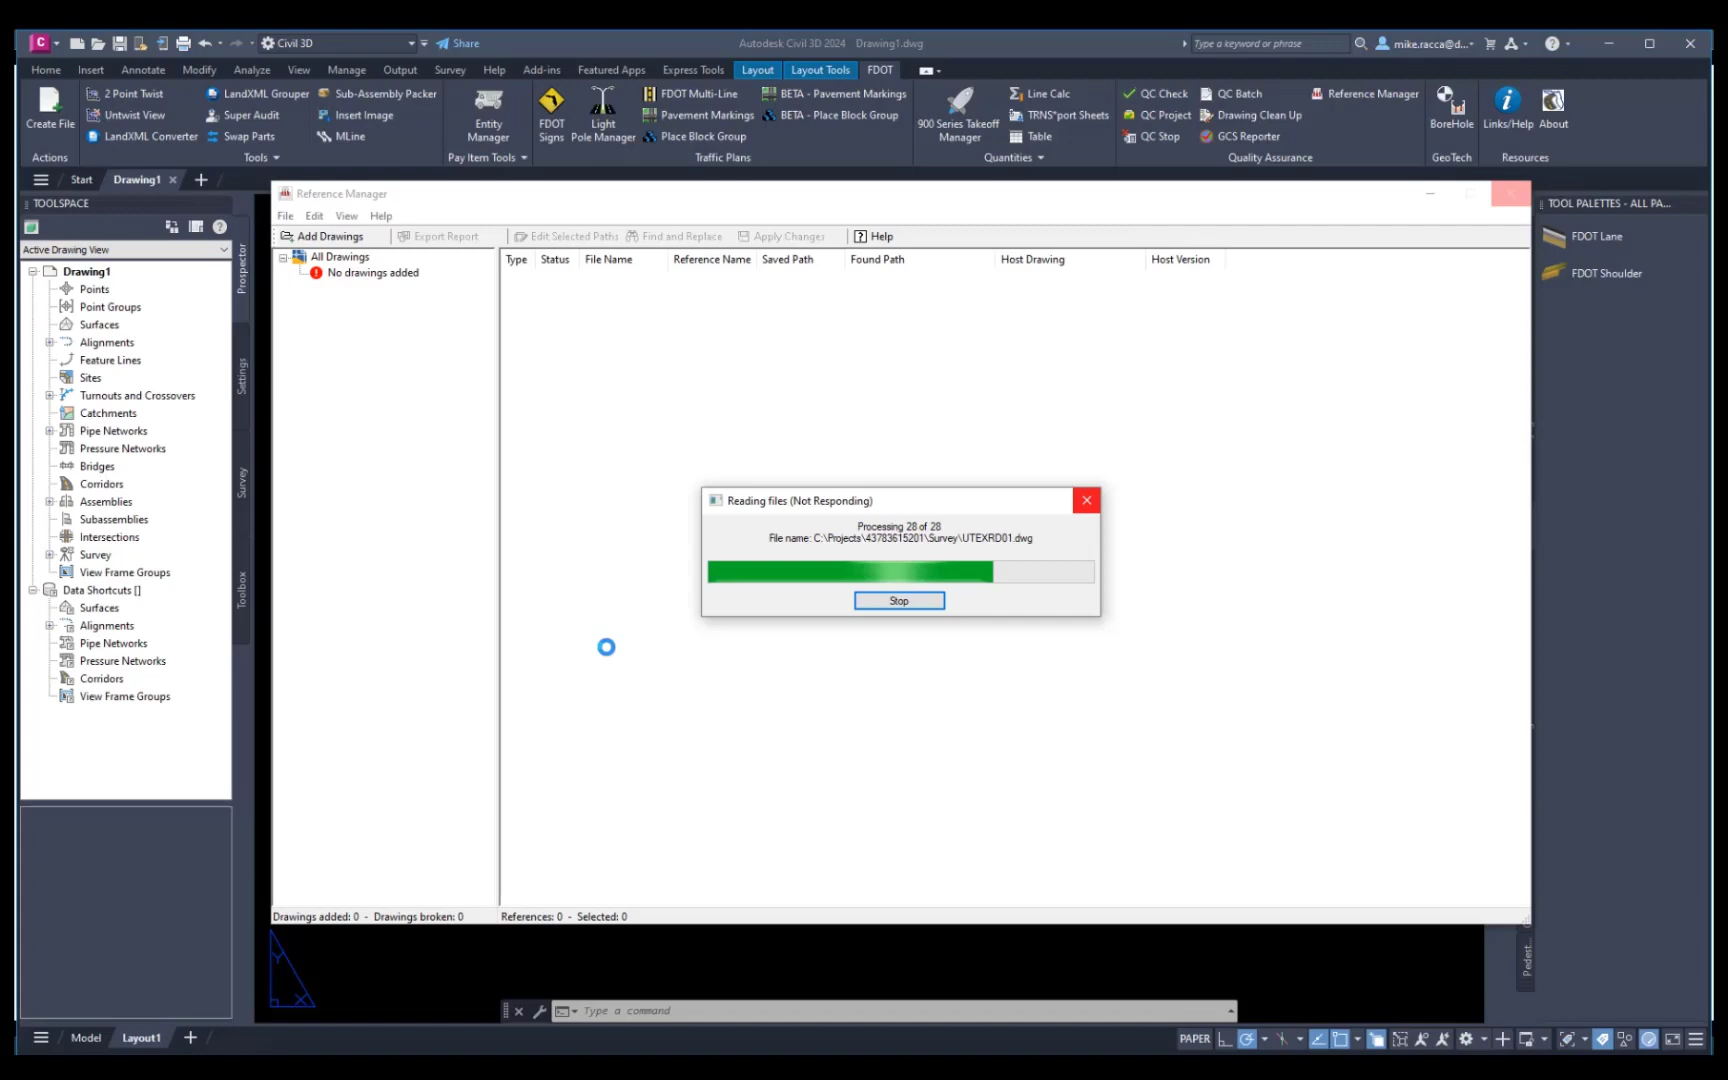 C Civil 3D Share Autodesk Civil 3D 2024 Drawing1.dwg Type a keyword or phrase mike.racca@d...
Home Insert Annotate Modify Analyze View Manage Output Survey Help Add-ins Featured Apps Express Tools Layout Layout Tools FDOT
2 Point Twist LandXML Grouper Sub-Assembly Packer FDOT Multi-Line BETA - Pavement Markings Line Calc QC Check QC Batch Reference Manager
Untwist View Super Audit Insert Image Pavement Markings BETA - Place Block Group TRNS*port Sheets QC Project Drawing Clean Up
LandXML Converter Swap Parts MLine Place Block Group Table QC Stop GCS Reporter
Create File
Entity
Manager
FDOT
Signs
Light
Pole Manager
900 Series Takeoff
Manager
BoreHole Links/Help About
Actions Tools Pay Item Tools Traffic Plans Quantities Quality Assurance GeoTech Resources
Start Drawing1
TOOLSPACE
Active Drawing View
Drawing1
Points
Point Groups
Surfaces
Alignments
Feature Lines
Sites
Turnouts and Crossovers
Catchments
Pipe Networks
Pressure Networks
Bridges
Corridors
Assemblies
Subassemblies
Intersections
Survey
View Frame Groups
Data Shortcuts []
Surfaces
Alignments
Pipe Networks
Pressure Networks
Corridors
View Frame Groups
Prospector
Settings
Survey
Toolbox
Reference Manager
File Edit View Help
Add Drawings Export Report Edit Selected Paths Find and Replace Apply Changes Help
All Drawings
No drawings added
Type Status File Name Reference Name Saved Path Found Path Host Drawing Host Version
Reading files (Not Responding)
Processing 28 of 28
File name: C:\Projects\43783615201\Survey\UTEXRD01.dwg
Stop
Drawings added: 0 - Drawings broken: 0 References: 0 - Selected: 0
TOOL PALETTES - ALL PA...
FDOT Lane
FDOT Shoulder
Pedest...
Y
X
Type a command
Model Layout1
PAPER